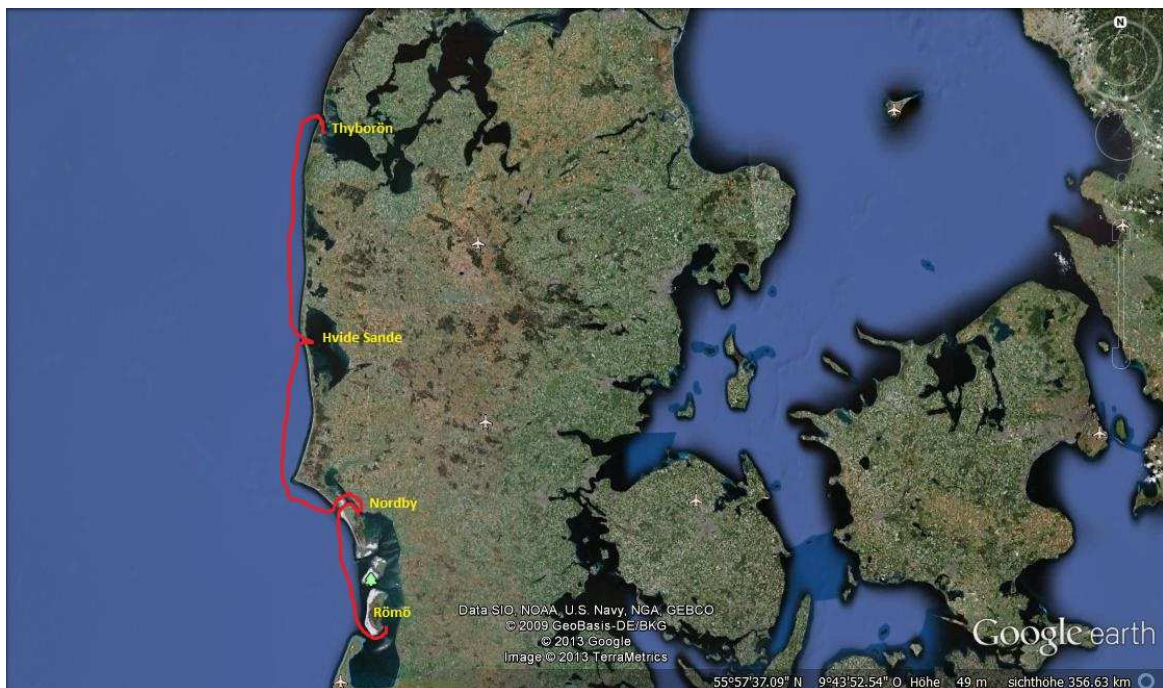 N
Thyborön
Hvide Sande
Nordby
Römö
Data SIO, NOAA, U.S. Navy, NGA, GEBCO
© 2009 GeoBasis-DE/BKG
© 2013 Google
Image © 2013 TerraMetrics
Google earth
55°57'37.09" N 9°43'52.54" O Höhe 49 m sichthöhe 356.63 km